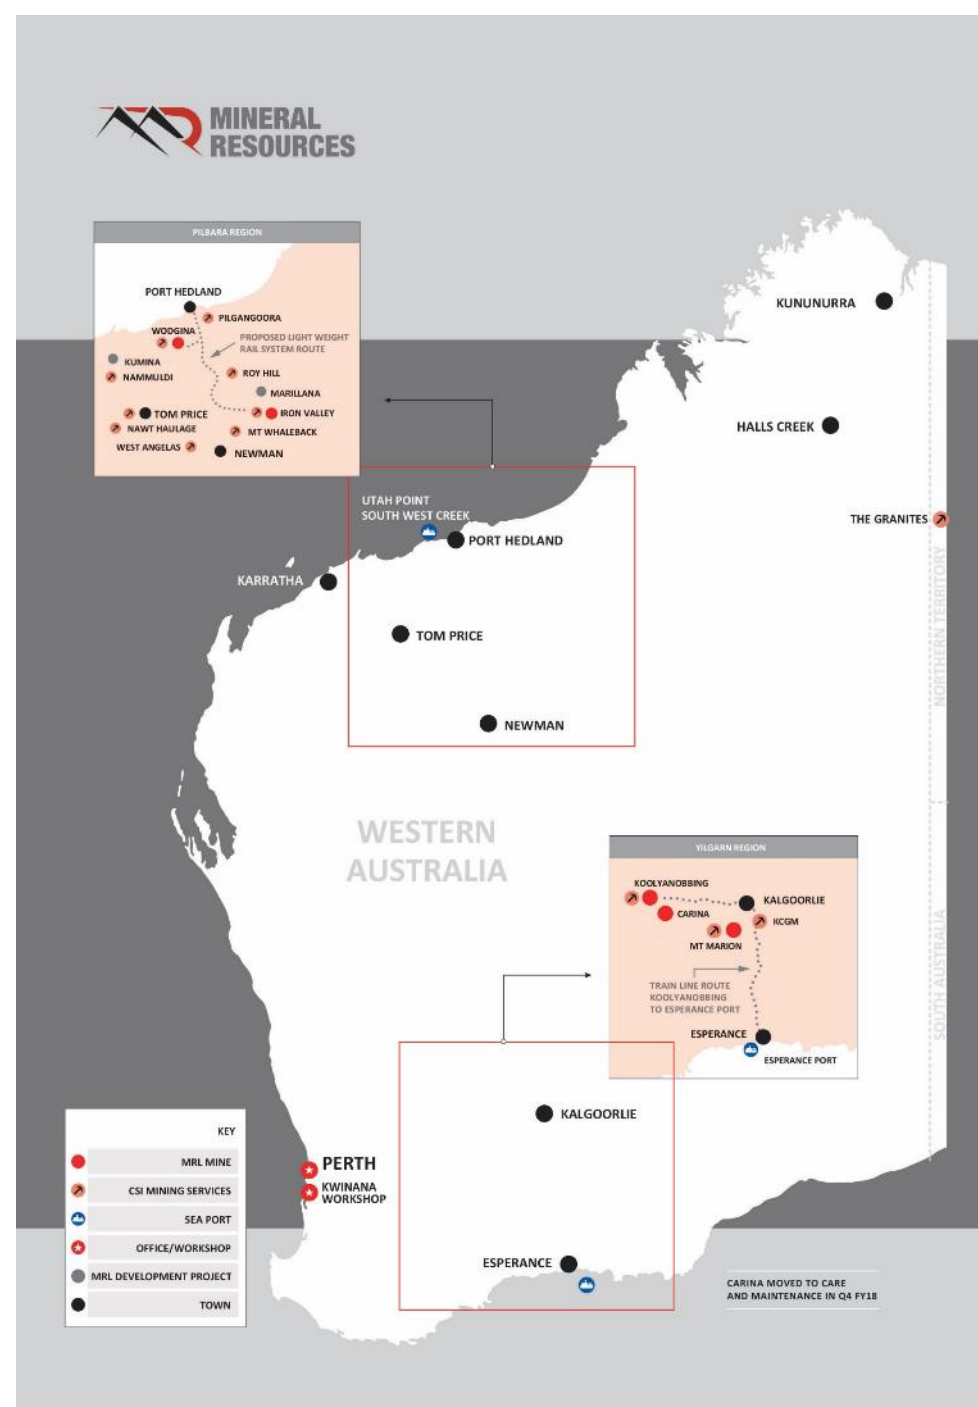 MINERAL
RESOURCES
PILBARA REGION
PORT HEDLAND
PILGANGOORA
WODGINA
PROPOSED LIGHT WEIGHT
RAIL SYSTEM ROUTE
KUMINA
NAMMULDI
ROY HILL
MARILLANA
TOM PRICE
IRON VALLEY
NAWT HAULAGE
MT WHALEBACK
WEST ANGELAS
NEWMAN
KUNUNURRA
HALLS CREEK
THE GRANITES
UTAH POINT
SOUTH WEST CREEK
PORT HEDLAND
KARRATHA
TOM PRICE
NEWMAN
NORTHERN TERRITORY
WESTERN
AUSTRALIA
SOUTH AUSTRALIA
YILGARN REGION
KOOLYANOBBING
KALGOORLIE
CARINA
KCGM
MT MARION
TRAIN LINE ROUTE
KOOLYANOBBING
TO ESPERANCE PORT
ESPERANCE
ESPERANCE PORT
KALGOORLIE
PERTH
KWINANA
WORKSHOP
ESPERANCE
KEY
MRL MINE
CSI MINING SERVICES
SEA PORT
OFFICE/WORKSHOP
MRL DEVELOPMENT PROJECT
TOWN
CARINA MOVED TO CARE
AND MAINTENANCE IN Q4 FY18